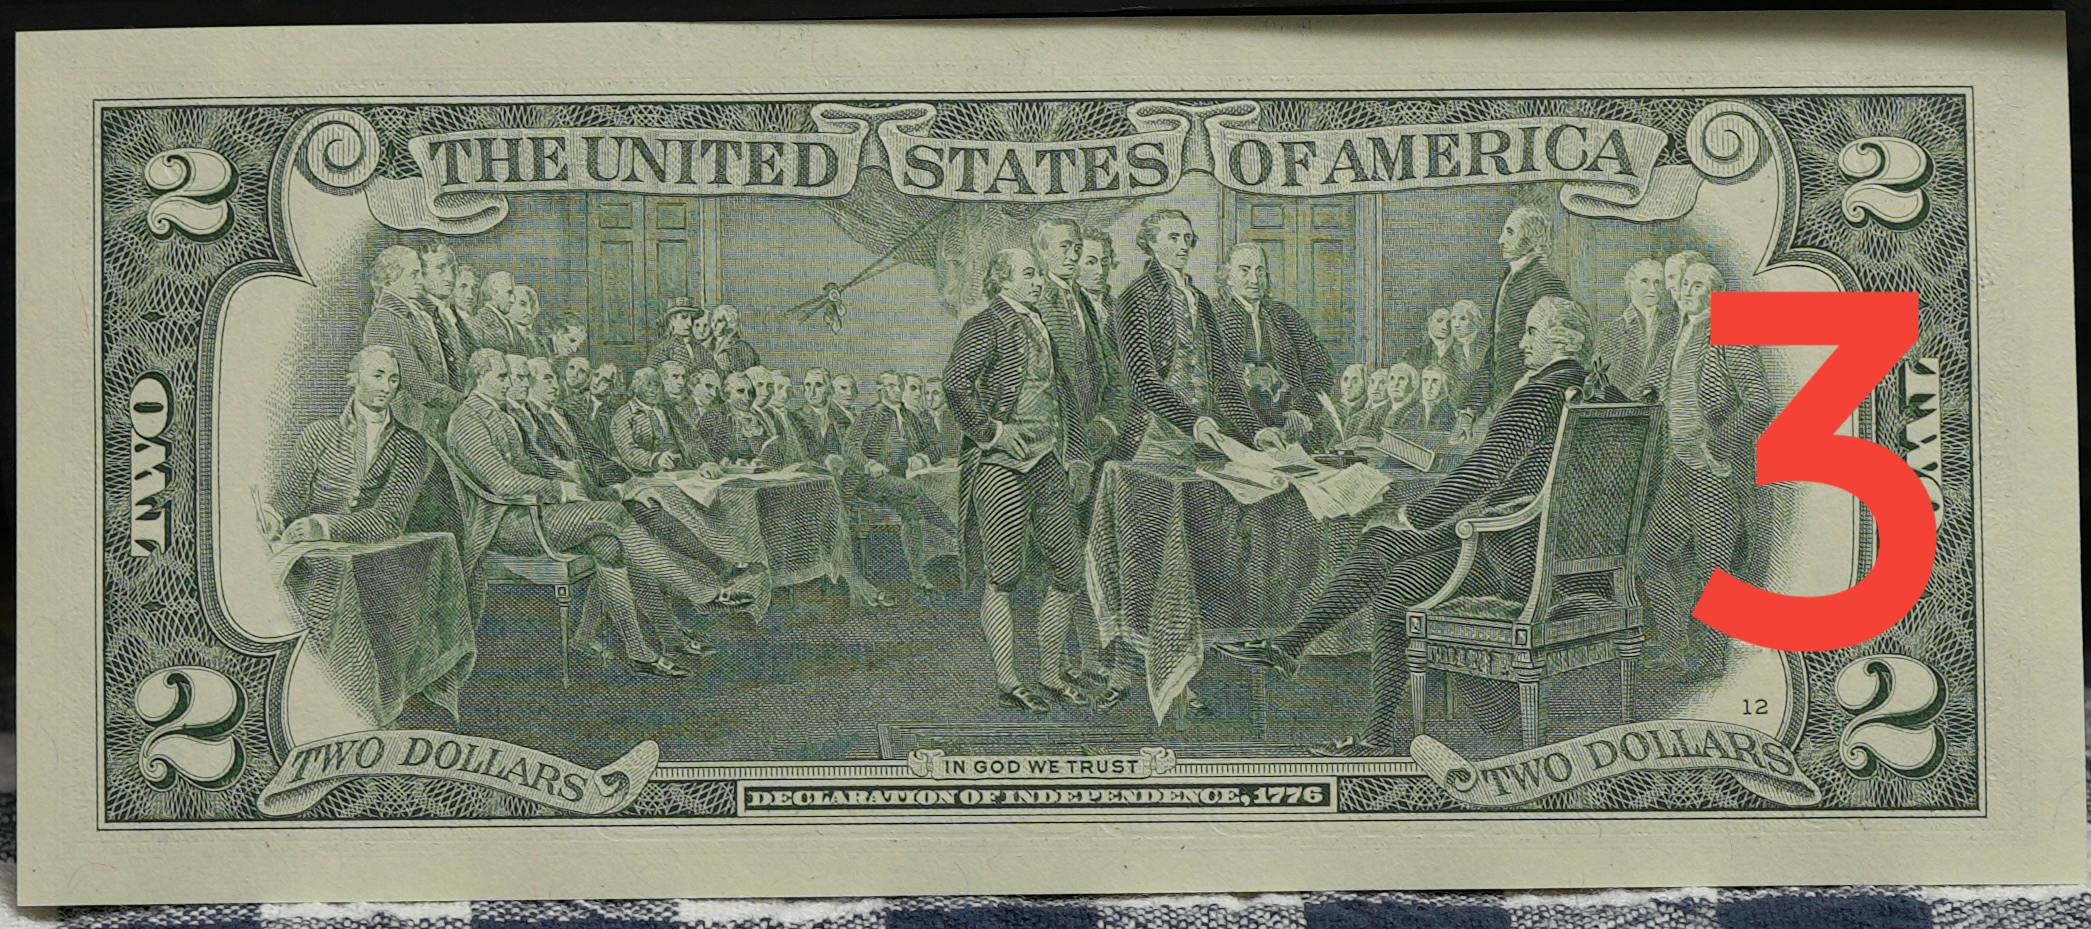 THE UNITED STATES OF AMERICA
2
2
TWO
3
TWO
12
2
2
TWO DOLLARS
IN GOD WE TRUST
TWO DOLLARS
DECLARATION OF INDEPENDENCE, 1776